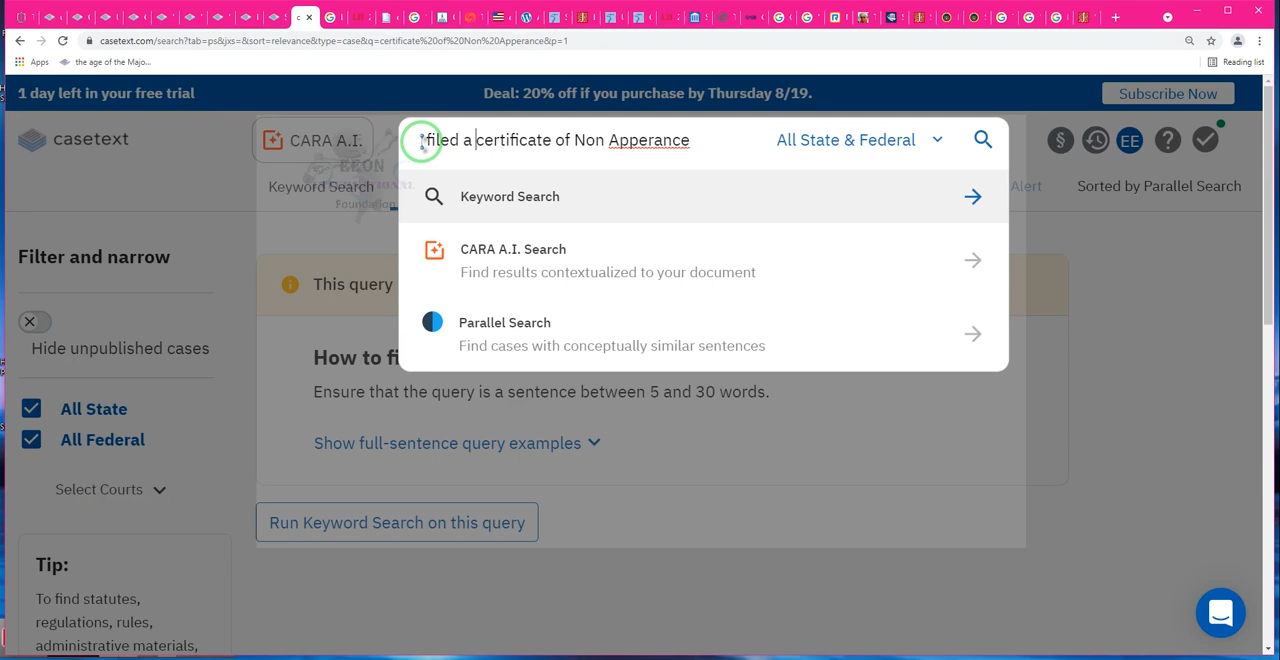 casetext.com/search?tab=ps&jxs=&sort=relevance&type=case&q=certificate%20of%20Non%20Apperance&p=1
Apps
the age of the Majo...
Reading list
1 day left in your free trial
Deal: 20% off if you purchase by Thursday 8/19.
Subscribe Now
casetext
CARA A.I.
filed a certificate of Non Apperance
All State & Federal
EE
EEON
Foundation
Keyword Search
Alert
Sorted by Parallel Search
Keyword Search
CARA A.I. Search
Find results contextualized to your document
Parallel Search
Find cases with conceptually similar sentences
Filter and narrow
Hide unpublished cases
All State
All Federal
Select Courts
Tip:
To find statutes,
regulations, rules,
administrative materials,
This query
How to fi
Ensure that the query is a sentence between 5 and 30 words.
Show full-sentence query examples
Run Keyword Search on this query